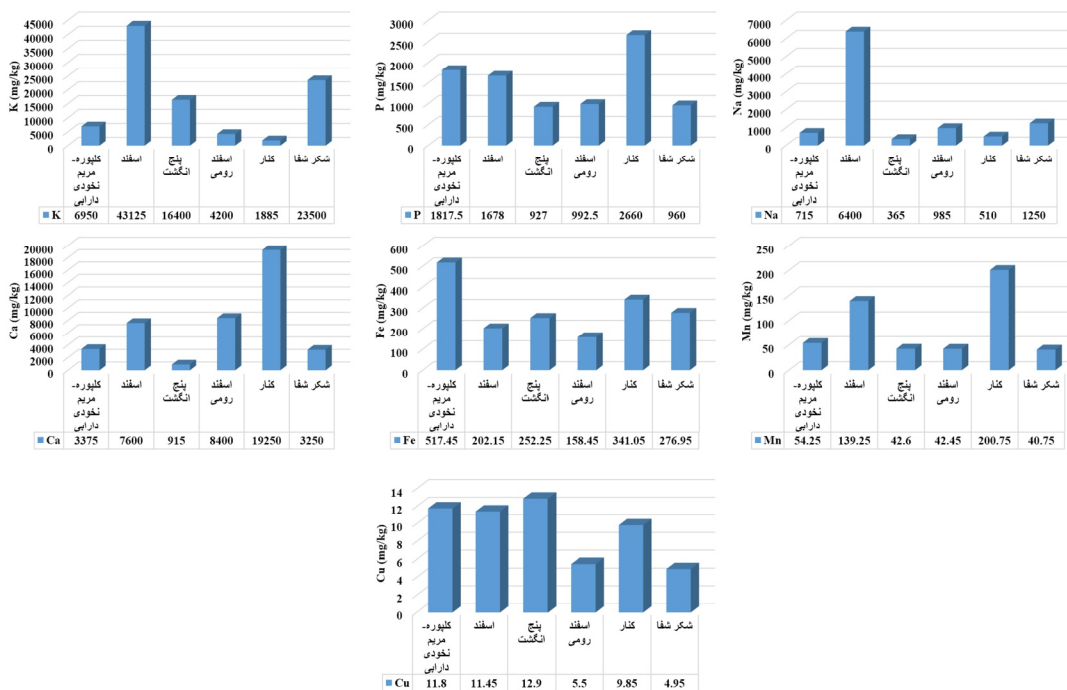 K (mg/kg)
45000
40000
35000
30000
25000
20000
15000
10000
5000
0
کلپوره-
مریم
نخودی
دارابی
اسفند
پنج
انگشت
اسفند
رومی
کنار
شکر شفا
K 6950 43125 16400 4200 1885 23500
P (mg/kg)
3000
2500
2000
1500
1000
500
0
کلپوره-
مریم
نخودی
دارابی
اسفند
پنج
انگشت
اسفند
رومی
کنار
شکر شفا
P 1817.5 1678 927 992.5 2660 960
Na (mg/kg)
7000
6000
5000
4000
3000
2000
1000
0
کلپوره-
مریم
نخودی
دارابی
اسفند
پنج
انگشت
اسفند
رومی
کنار
شکر شفا
Na 715 6400 365 985 510 1250
Ca (mg/kg)
20000
18000
16000
14000
12000
10000
8000
6000
4000
2000
0
کلپوره-
مریم
نخودی
دارابی
اسفند
پنج
انگشت
اسفند
رومی
کنار
شکر شفا
Ca 3375 7600 915 8400 19250 3250
Fe (mg/kg)
600
500
400
300
200
100
0
کلپوره-
مریم
نخودی
دارابی
اسفند
پنج
انگشت
اسفند
رومی
کنار
شکر شفا
Fe 517.45 202.15 252.25 158.45 341.05 276.95
Mn (mg/kg)
250
200
150
100
50
0
کلپوره-
مریم
نخودی
دارابی
اسفند
پنج
انگشت
اسفند
رومی
کنار
شکر شفا
Mn 54.25 139.25 42.6 42.45 200.75 40.75
Cu (mg/kg)
14
12
10
8
6
4
2
0
کلپوره-
مریم
نخودی
دارابی
اسفند
پنج
انگشت
اسفند
رومی
کنار
شکر شفا
Cu 11.8 11.45 12.9 5.5 9.85 4.95